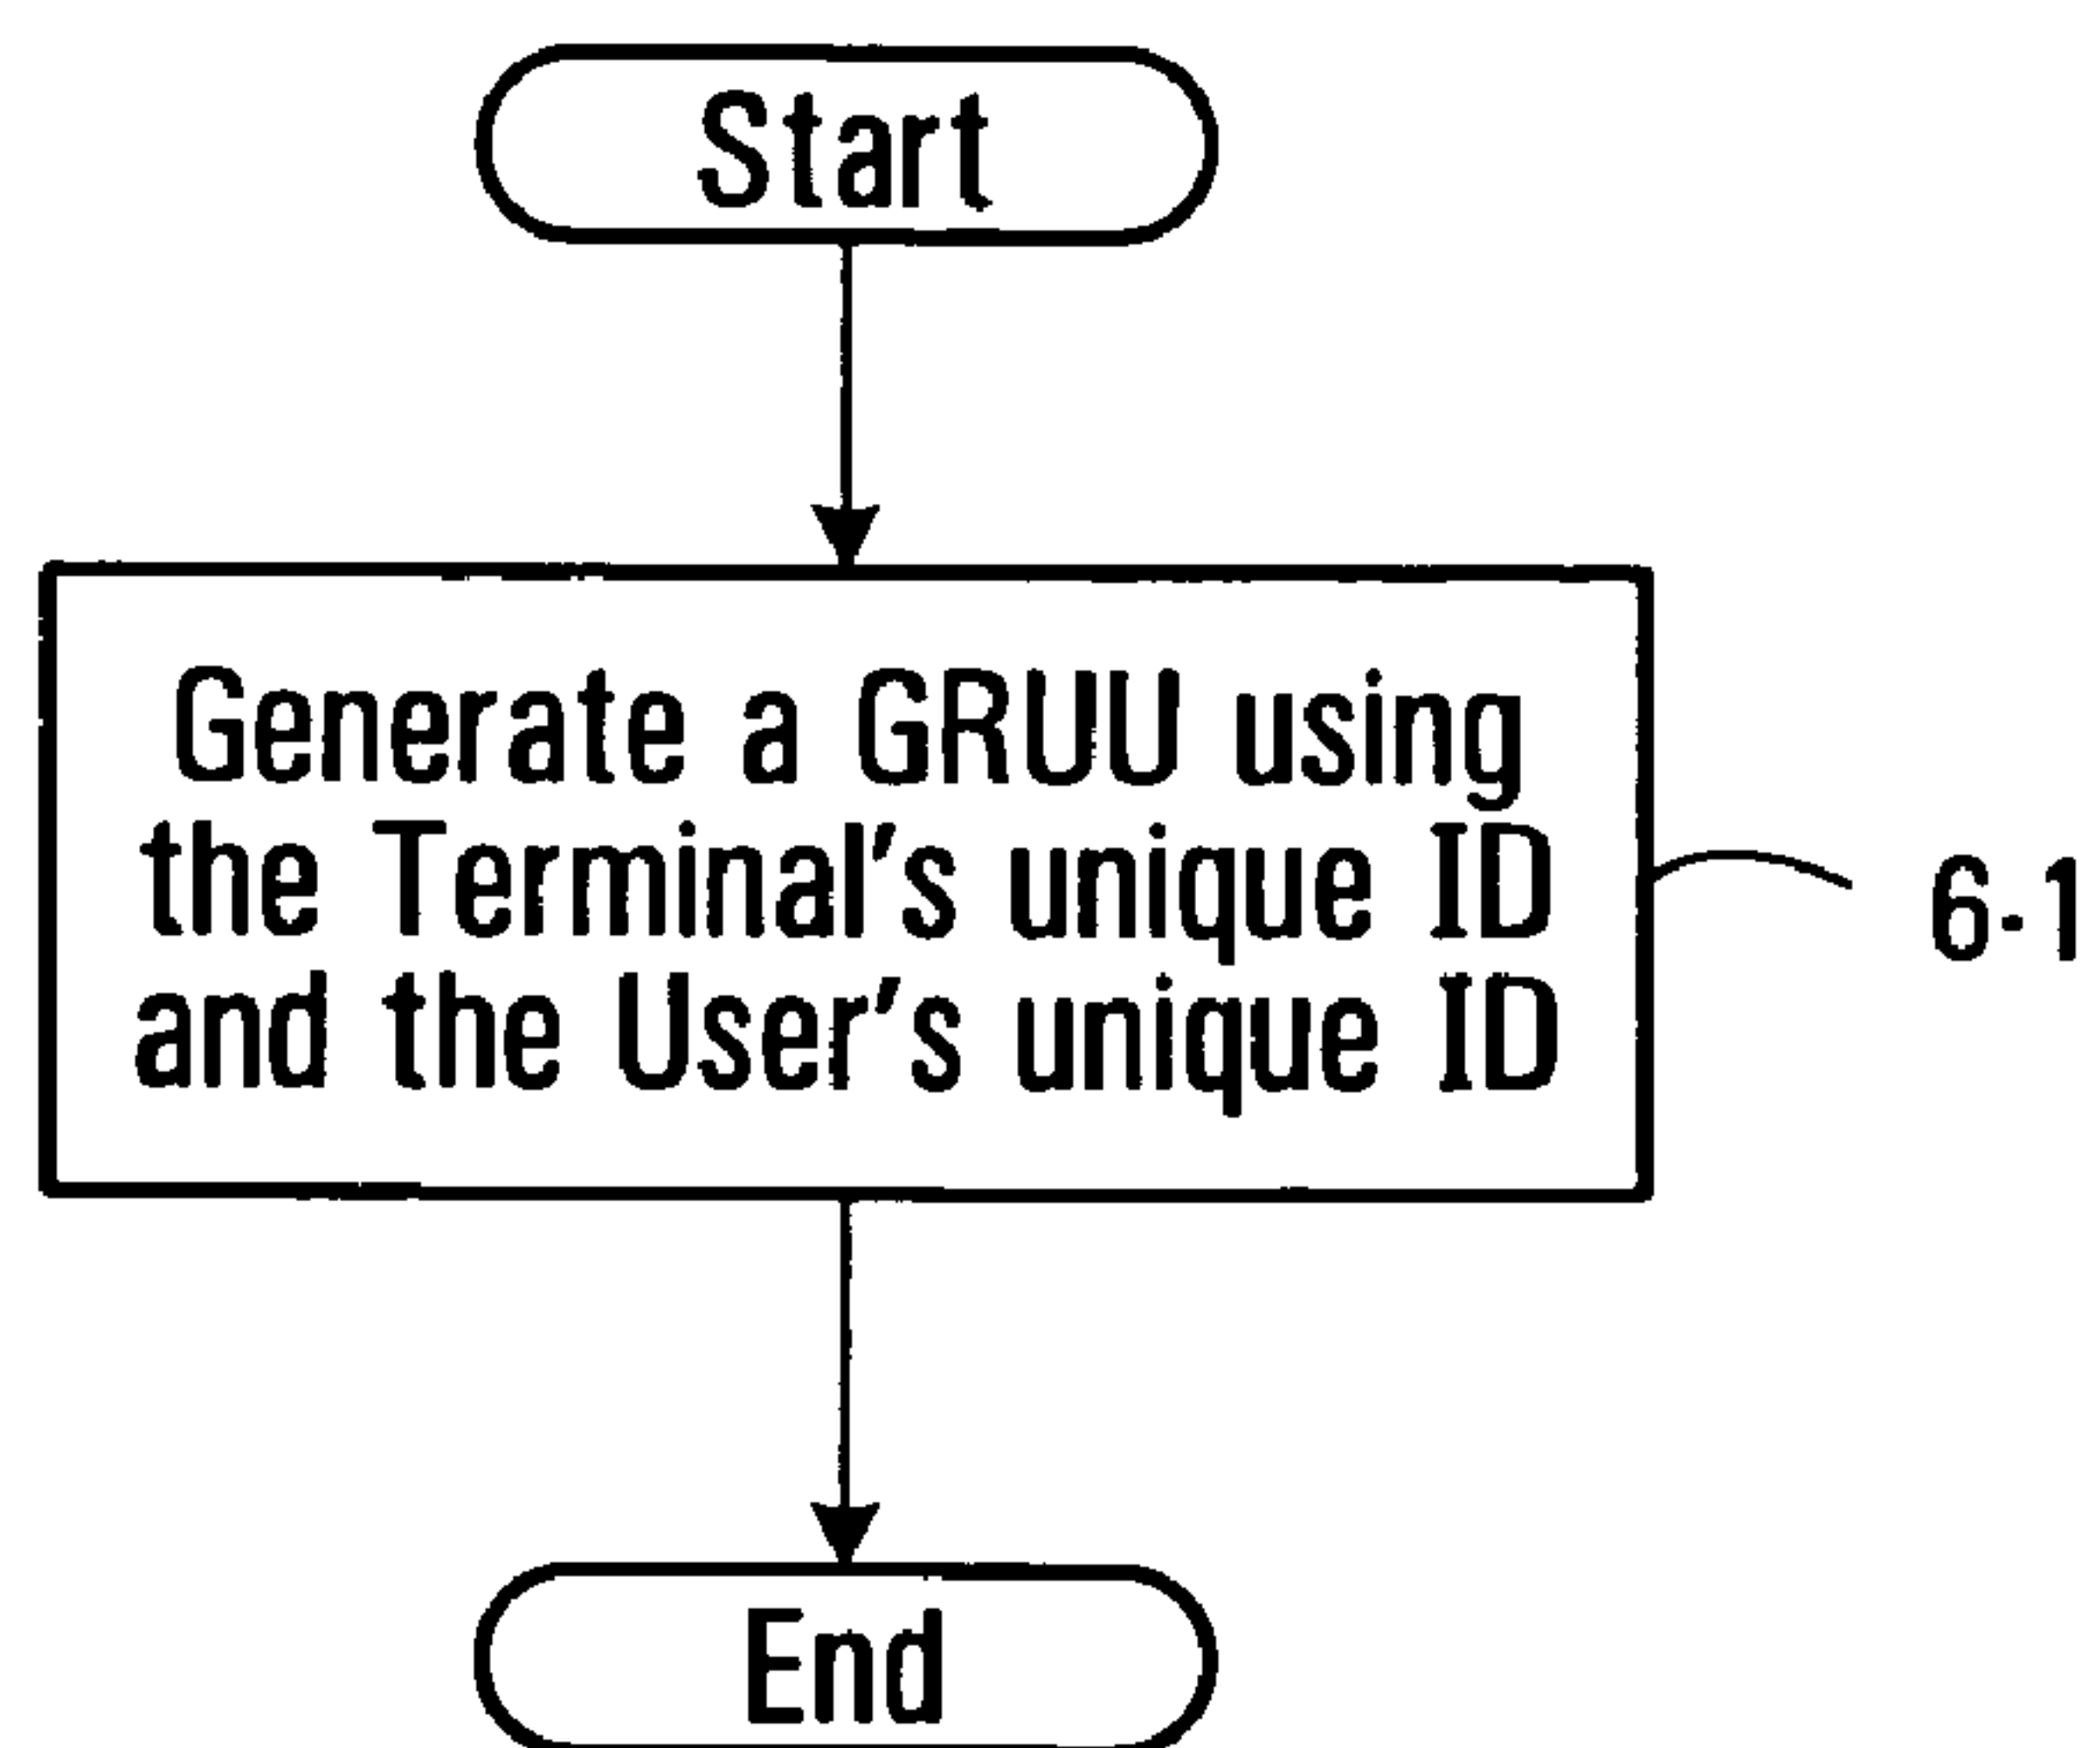 Start
Generate a GRUU using
the Terminal's unique ID
and the User's unique ID
6-1
End